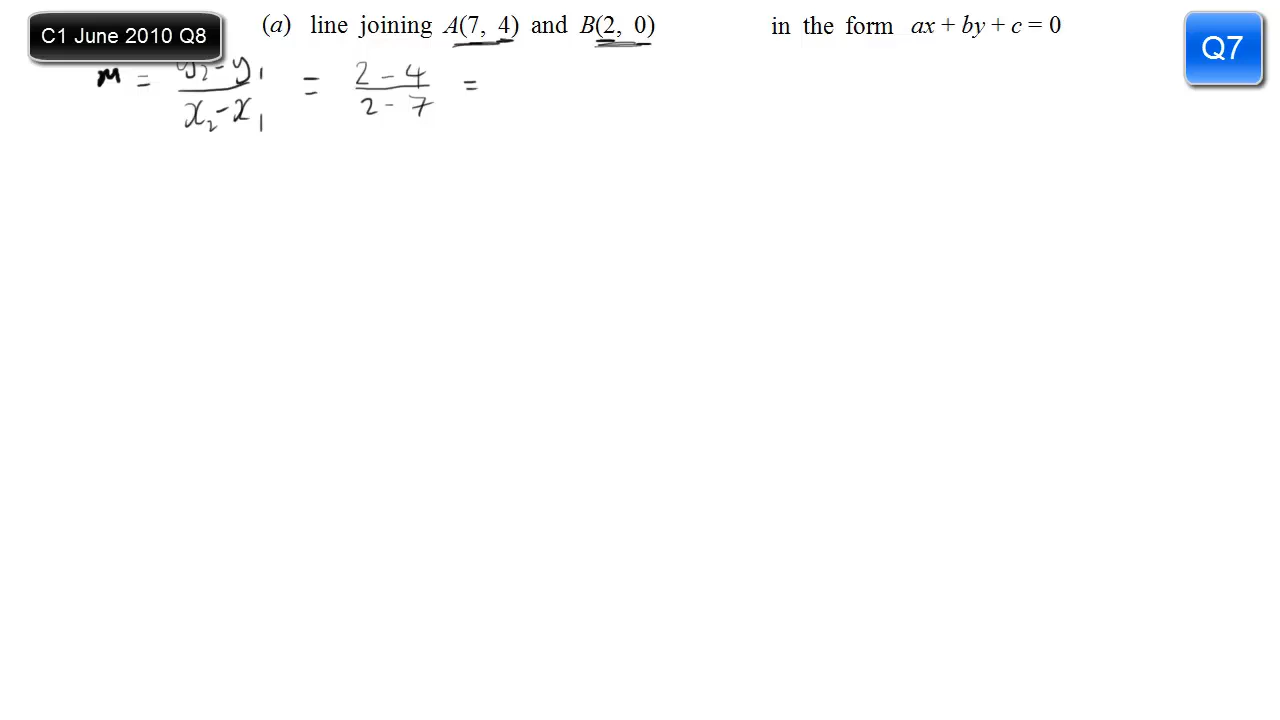 C1 June 2010 Q8
(a) line joining A(7, 4) and B(2, 0) in the form ax + by + c = 0
Q7
m = y₂ - y₁ / x₂ - x₁ = 2 - 4 / 2 - 7 =